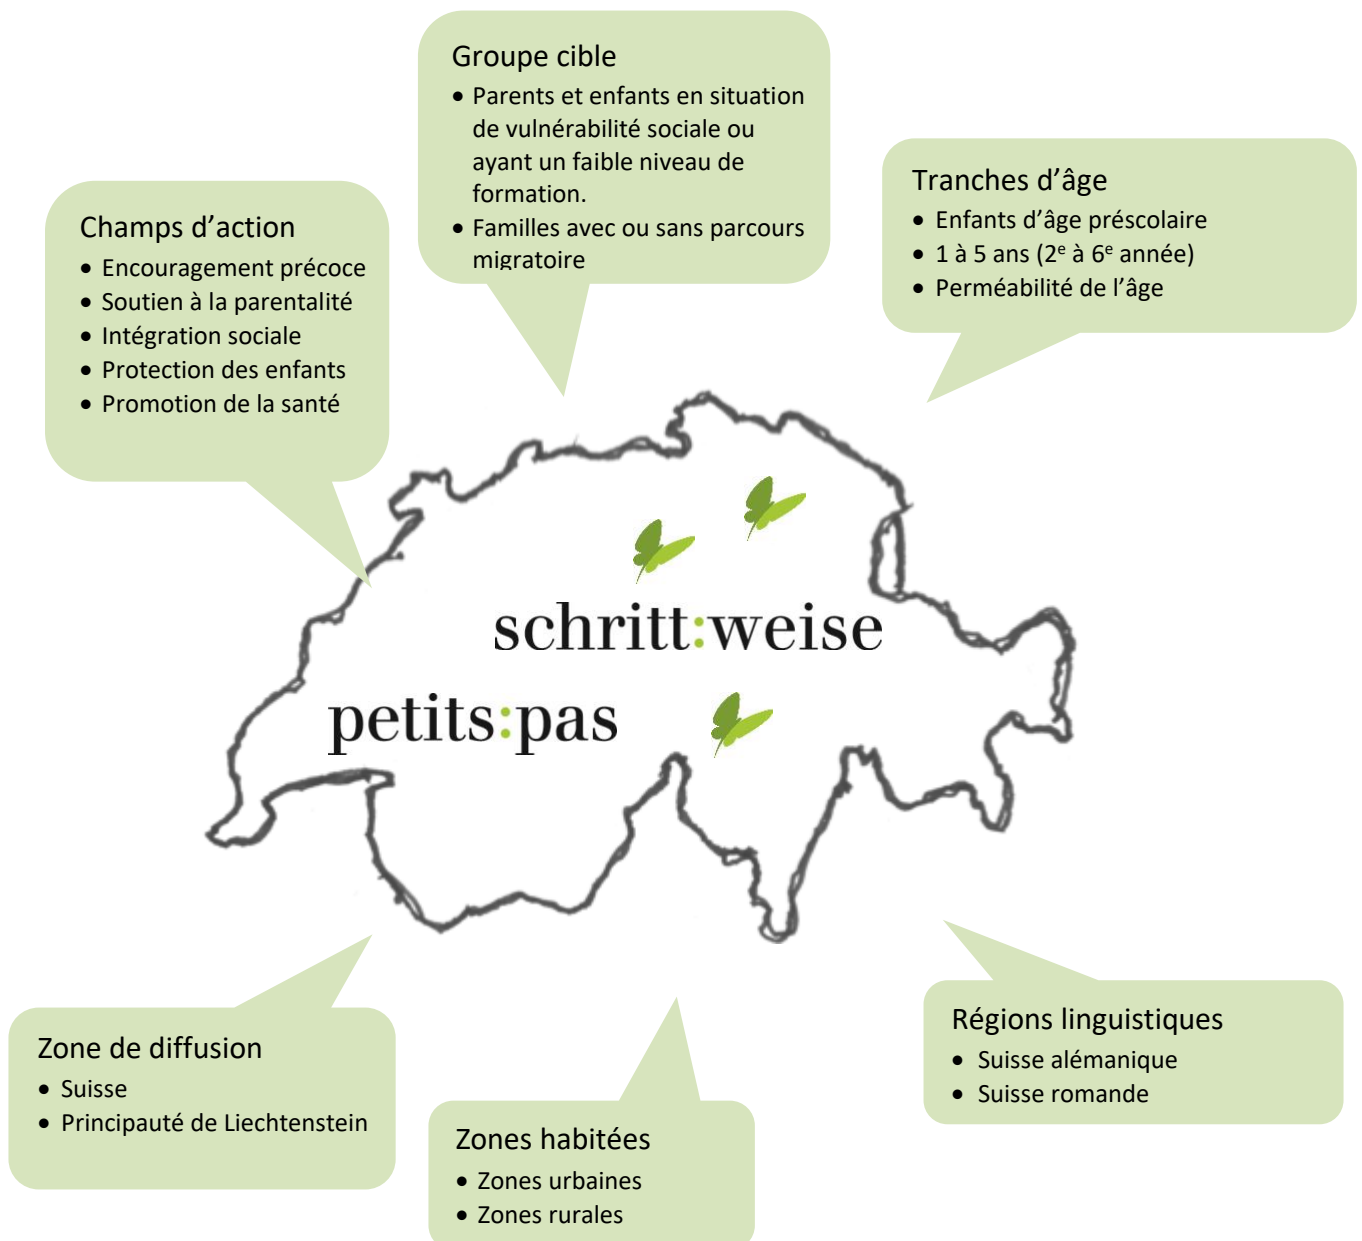 Groupe cible
• Parents et enfants en situation
de vulnérabilité sociale ou
ayant un faible niveau de
formation.
• Familles avec ou sans parcours
migratoire
Tranches d’âge
• Enfants d’âge préscolaire
• 1 à 5 ans (2e à 6e année)
• Perméabilité de l’âge
Champs d’action
• Encouragement précoce
• Soutien à la parentalité
• Intégration sociale
• Protection des enfants
• Promotion de la santé
schritt:weise
petits:pas
Zone de diffusion
• Suisse
• Principauté de Liechtenstein
Zones habitées
• Zones urbaines
• Zones rurales
Régions linguistiques
• Suisse alémanique
• Suisse romande